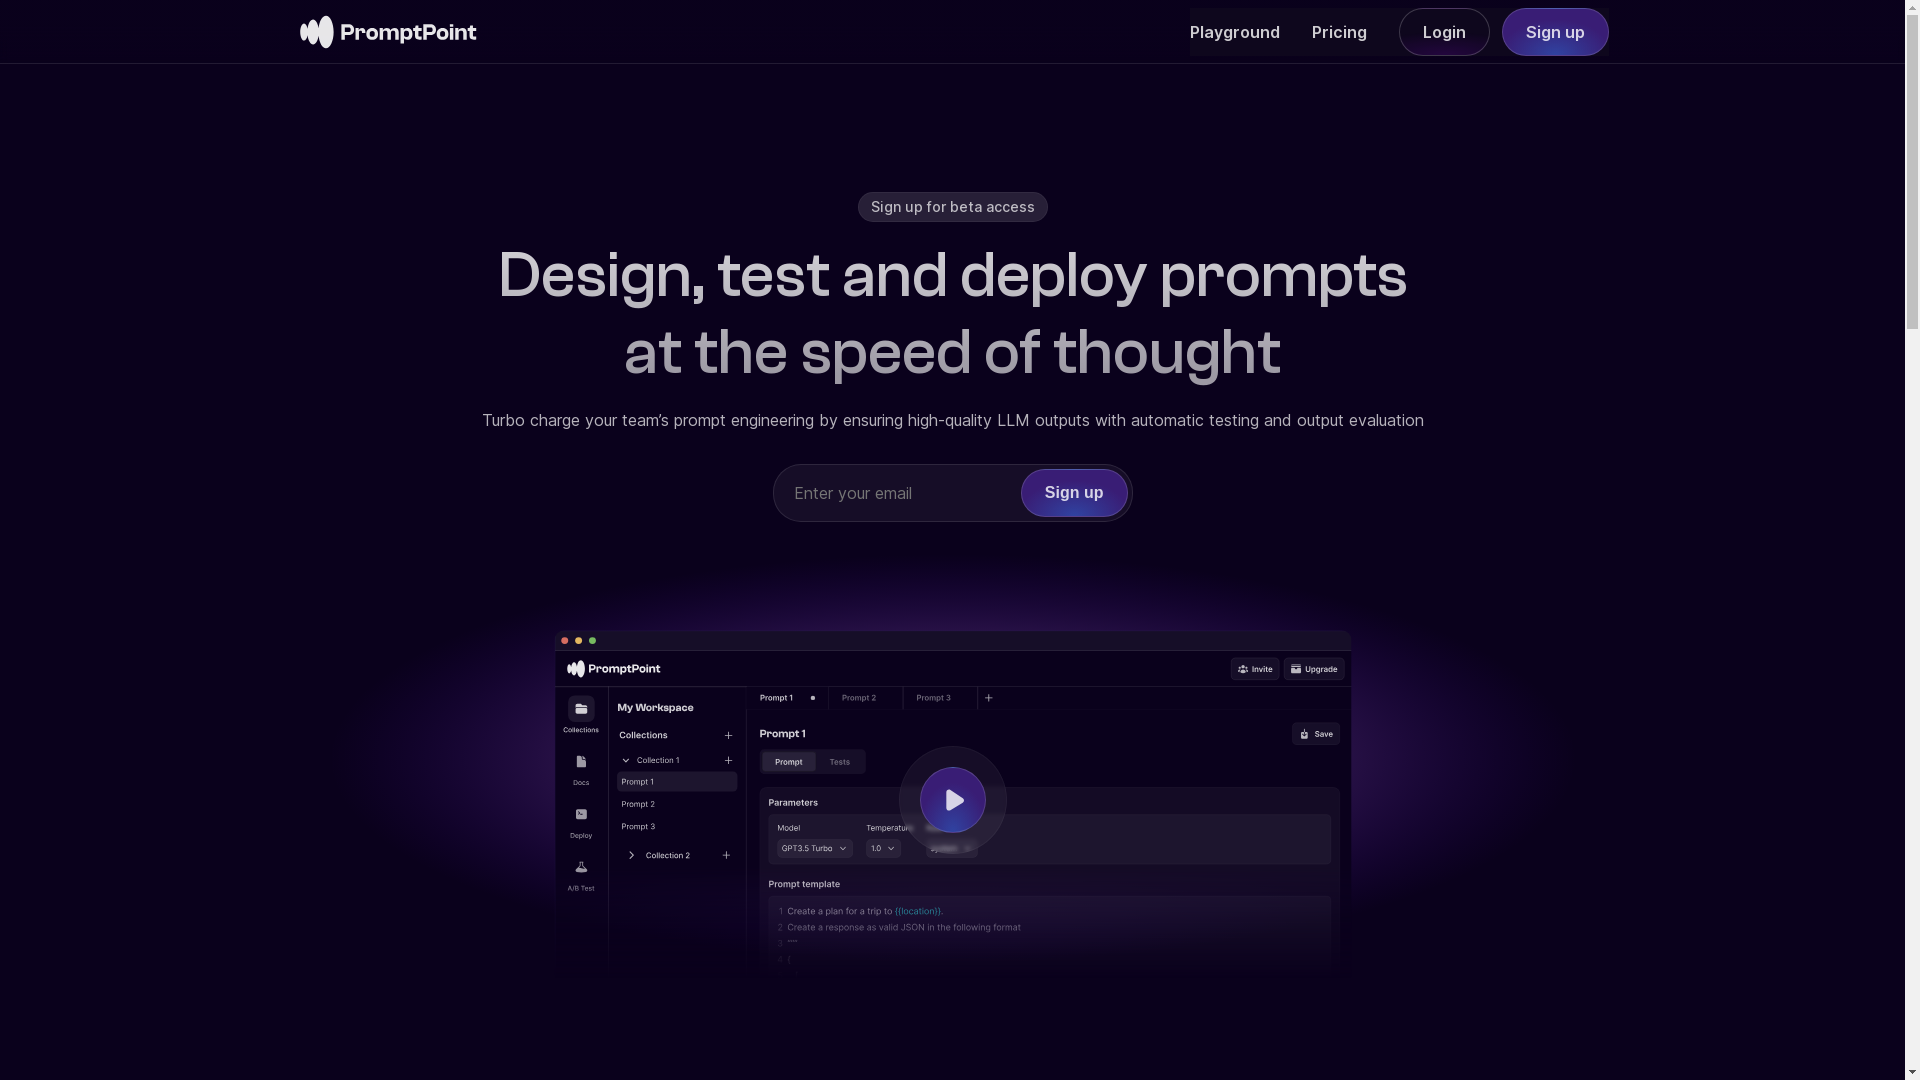 PromptPoint
Playground
Pricing
Login
Sign up
Sign up for beta access
Design, test and deploy prompts
at the speed of thought
Turbo charge your team’s prompt engineering by ensuring high-quality LLM outputs with automatic testing and output evaluation
Enter your email
Sign up
PromptPoint
Invite
Upgrade
Collections
Docs
Deploy
A/B Test
My Workspace
Collections
Collection 1
Prompt 1
Prompt 2
Prompt 3
Collection 2
Prompt 1
Prompt 2
Prompt 3
Prompt 1
Save
Prompt
Tests
Parameters
Model
Temperature
GPT3.5 Turbo
1.0
Prompt template
1 Create a plan for a trip to {{location}}.
2 Create a response as valid JSON in the following format
3 """